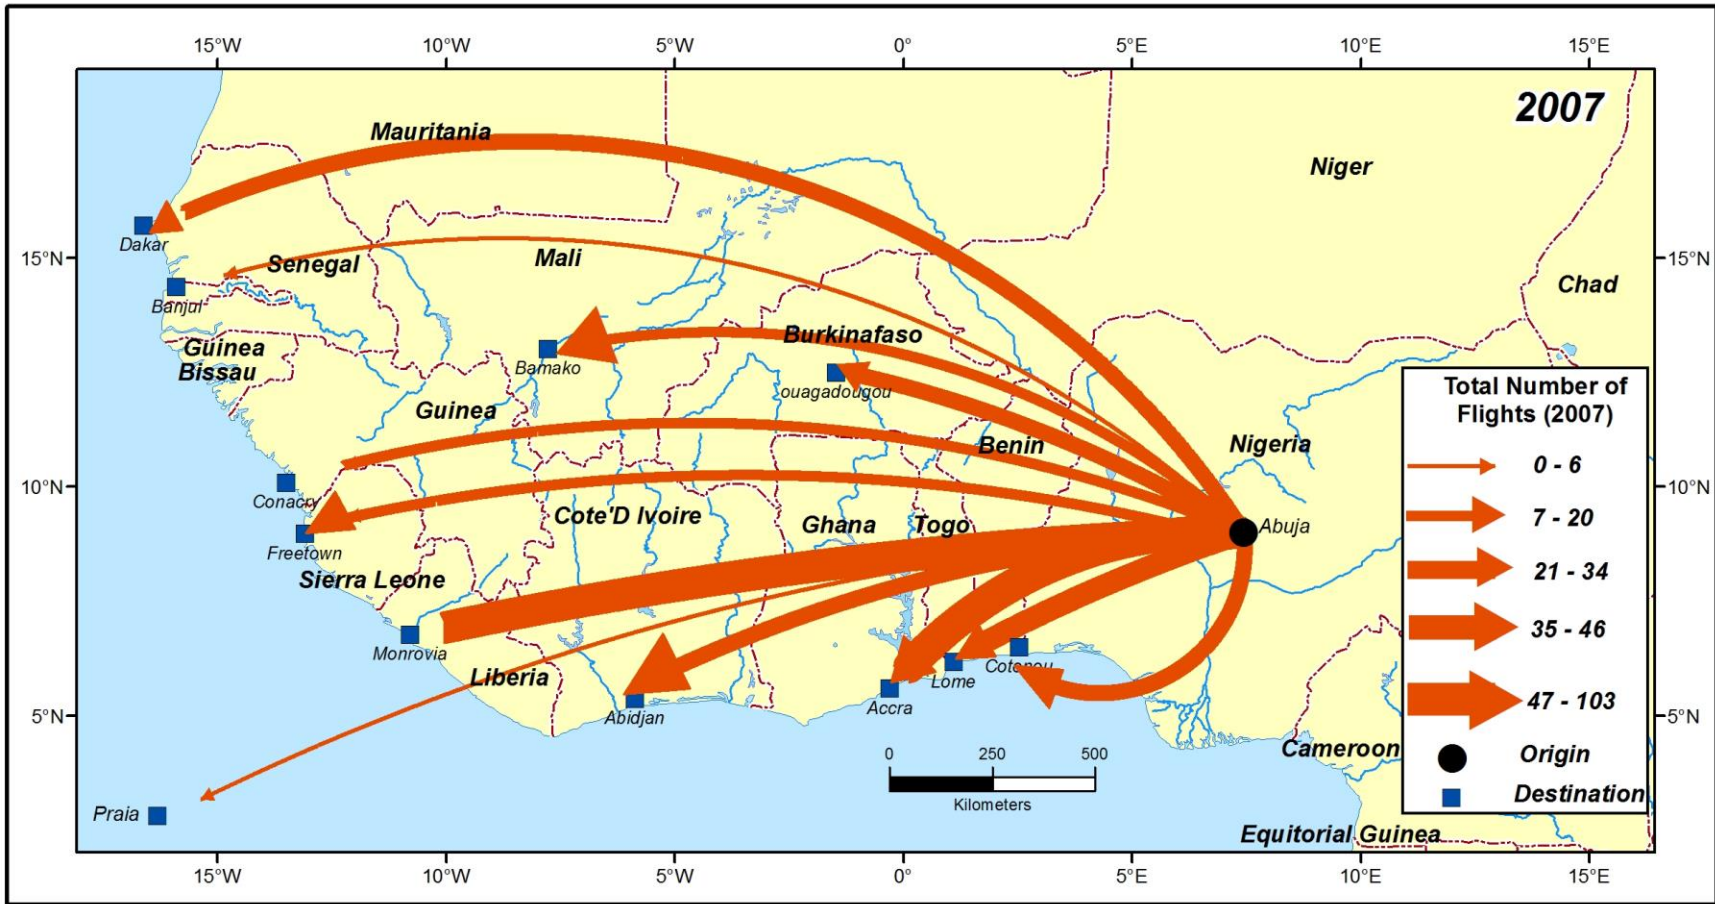 15°W 10°W 5°W 0° 5°E 10°E 15°E
2007
Mauritania
Niger
Dakar
15°N
Senegal
Mali
15°N
Chad
Banjul
Burkinafaso
Guinea
Bissau
Bamako
ouagadougou
Guinea
Benin
Nigeria
10°N
Conacry
10°N
Cote'D Ivoire
Ghana
Togo
Abuja
Freetown
Sierra Leone
Monrovia
Liberia
Cotonou
Lome
Abidjan
Accra
5°N
5°N
Cameroon
Praia
Equitorial Guinea
0 250 500
Kilometers
Total Number of
Flights (2007)
0 - 6
7 - 20
21 - 34
35 - 46
47 - 103
Origin
Destination
15°W 10°W 5°W 0° 5°E 10°E 15°E